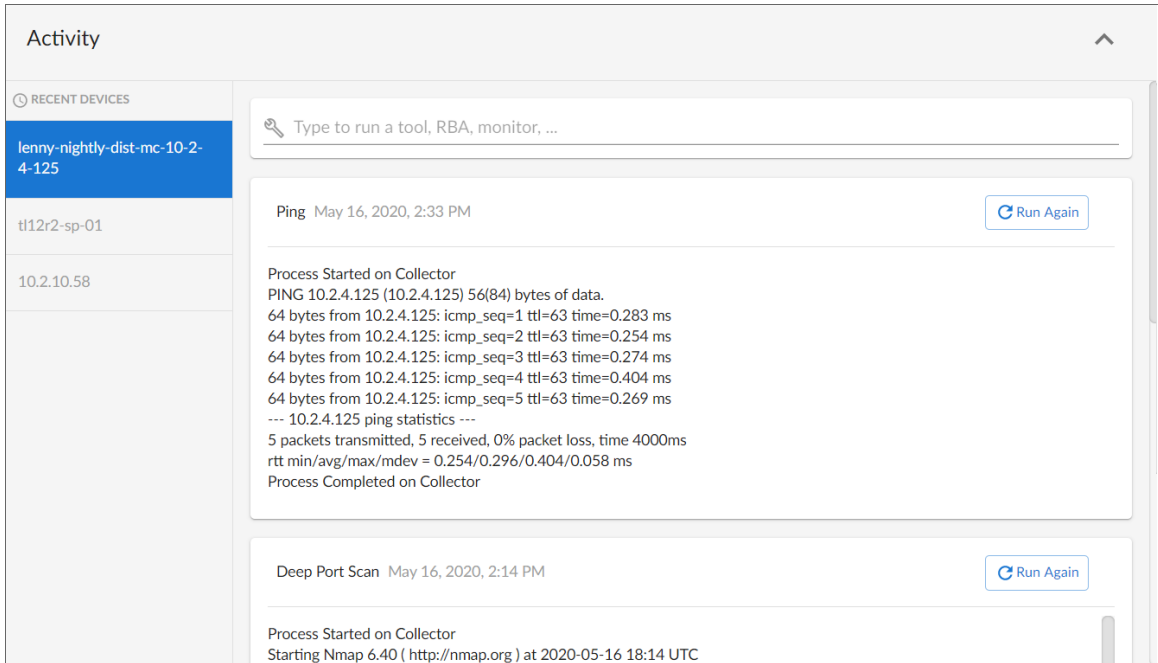 Activity
RECENT DEVICES
lenny-nightly-dist-mc-10-2-
4-125
tl12r2-sp-01
10.2.10.58
Type to run a tool, RBA, monitor, ...
Ping May 16, 2020, 2:33 PM
Run Again
Process Started on Collector
PING 10.2.4.125 (10.2.4.125) 56(84) bytes of data.
64 bytes from 10.2.4.125: icmp_seq=1 ttl=63 time=0.283 ms
64 bytes from 10.2.4.125: icmp_seq=2 ttl=63 time=0.254 ms
64 bytes from 10.2.4.125: icmp_seq=3 ttl=63 time=0.274 ms
64 bytes from 10.2.4.125: icmp_seq=4 ttl=63 time=0.404 ms
64 bytes from 10.2.4.125: icmp_seq=5 ttl=63 time=0.269 ms
--- 10.2.4.125 ping statistics ---
5 packets transmitted, 5 received, 0% packet loss, time 4000ms
rtt min/avg/max/mdev = 0.254/0.296/0.404/0.058 ms
Process Completed on Collector
Deep Port Scan May 16, 2020, 2:14 PM
Run Again
Process Started on Collector
Starting Nmap 6.40 ( http://nmap.org ) at 2020-05-16 18:14 UTC